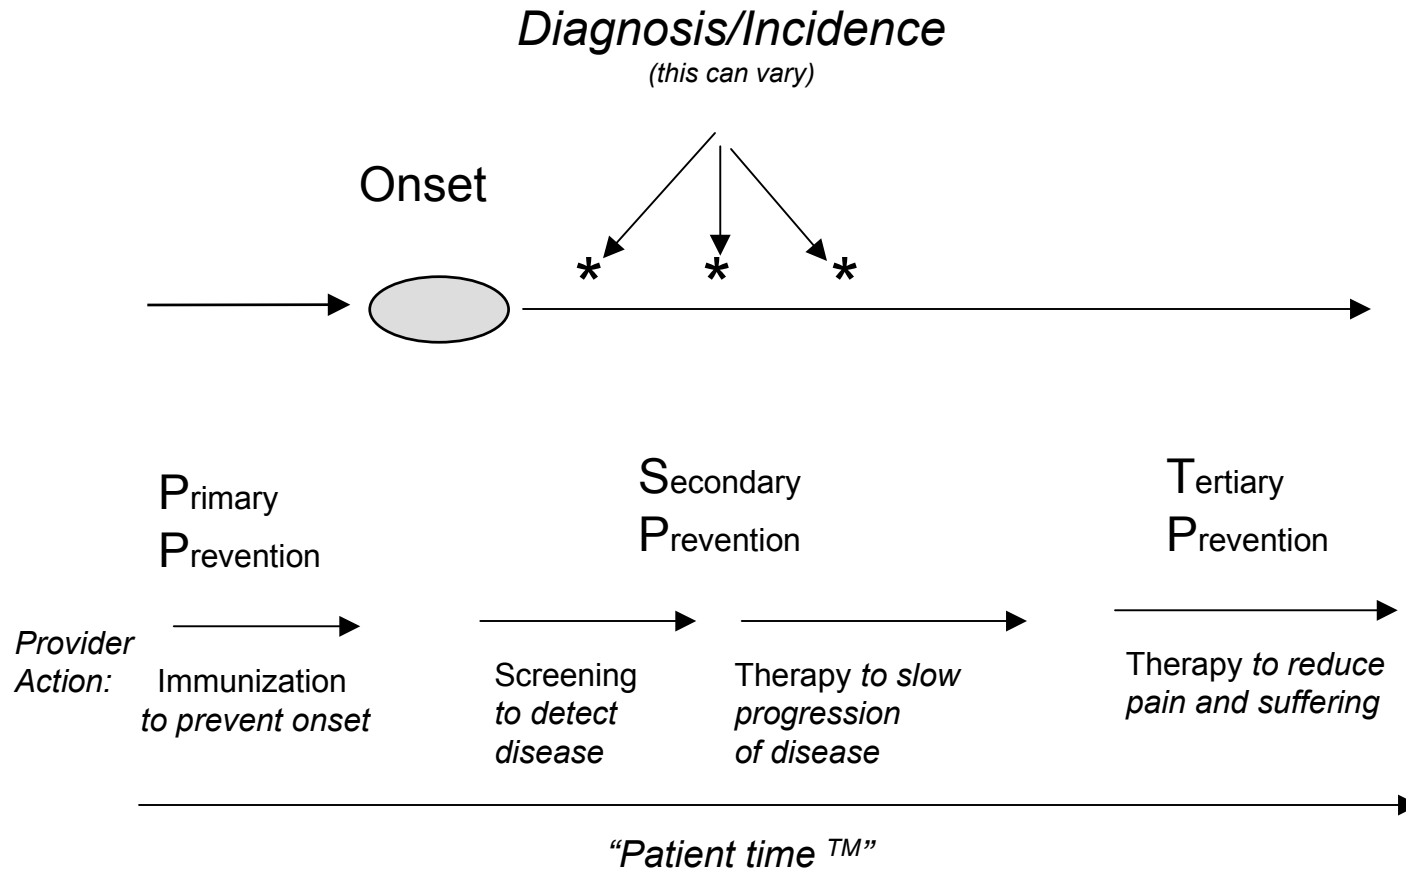 Diagnosis/Incidence
(this can vary)
Onset
* * *
Primary
Prevention
Secondary
Prevention
Tertiary
Prevention
Provider
Action:
Immunization
to prevent onset
Screening
to detect
disease
Therapy to slow
progression
of disease
Therapy to reduce
pain and suffering
“Patient time TM”